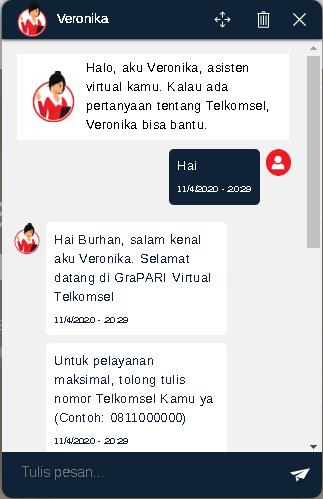 Veronika
Halo, aku Veronika, asisten
virtual kamu. Kalau ada
pertanyaan tentang Telkomsel,
Veronika bisa bantu.
Hai
11/4/2020 - 20:29
Hai Burhan, salam kenal
aku Veronika. Selamat
datang di GraPARI Virtual
Telkomsel
11/4/2020 - 20:29
Untuk pelayanan
maksimal, tolong tulis
nomor Telkomsel Kamu ya
(Contoh: 0811000000)
11/4/2020 - 20:29
Tulis pesan...